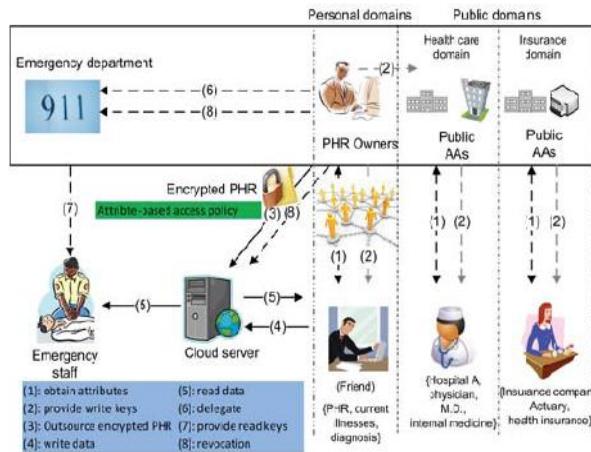 Personal domains
Public domans
Health care
domain
Insurance
domain
Emergency department
911
(2)
(6)
(8)
PHR Owners
Public
AAs
Public
AAs
Encrypted PHR
Attribte-based access policy
(3)
(8)
(7)
(1)
(2)
(1)
(2)
(1)
(2)
(5)
(5)
(4)
Emergency
staff
Cloud server
(Friend)
{PHR, current
illnesses,
diagnosis}
{Hospital A,
physician,
M.D.,
internal medicine}
{Insurance compan
Actuary,
health insurance}
(1): obtain attributes
(2): provide write keys
(3): Outsource encrypted PHR
(4): write data
(5): read data
(6): delegate
(7): provide readkeys
(8): revocation